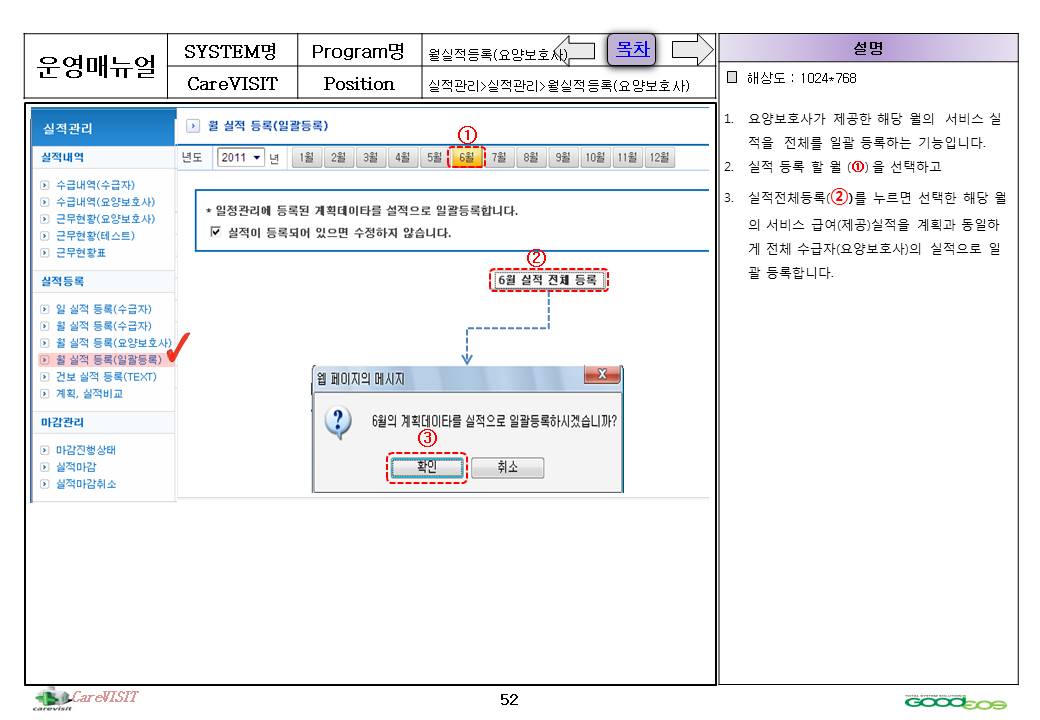 운영매뉴얼
SYSTEM명
Program명
월실적등록(요양보호사)
목차
CareVISIT
Position
실적관리>실적관리>월실적등록(요양보호사)
설명
실적관리
실적내역
수급내역(수급자)
수급내역(요양보호사)
근무현황(요양보호사)
근무현황(테스트)
근무현황표
실적등록
일 실적 등록(수급자)
월 실적 등록(수급자)
월 실적 등록(요양보호사)
월 실적 등록(일괄등록)
건보 실적 등록(TEXT)
계획, 실적비교
마감관리
마감진행상태
실적마감
실적마감취소
월 실적 등록(일괄등록)
①
년도 2011 년 1월 2월 3월 4월 5월 6월 7월 8월 9월 10월 11월 12월
* 일정관리에 등록된 계획데이타를 설적으로 일괄등록합니다.
실적이 등록되어 있으면 수정하지 않습니다.
②
6월 실적 전체 등록
웹 페이지의 메시지
X
6월의 계획데이타를 실적으로 일괄등록하시겠습니까?
③
확인 취소
해상도 : 1024*768
1. 요양보호사가 제공한 해당 월의 서비스 실
적을 전체를 일괄 등록하는 기능입니다.
2. 실적 등록 할 월 (①) 을 선택하고
3. 실적전체등록(②)를 누르면 선택한 해당 월
의 서비스 급여(제공)실적을 계획과 동일하
게 전체 수급자(요양보호사)의 실적으로 일
괄 등록합니다.
CareVISIT
carevisit
52
TOTAL SYSTEM SOLUTIONS
GOODEOS